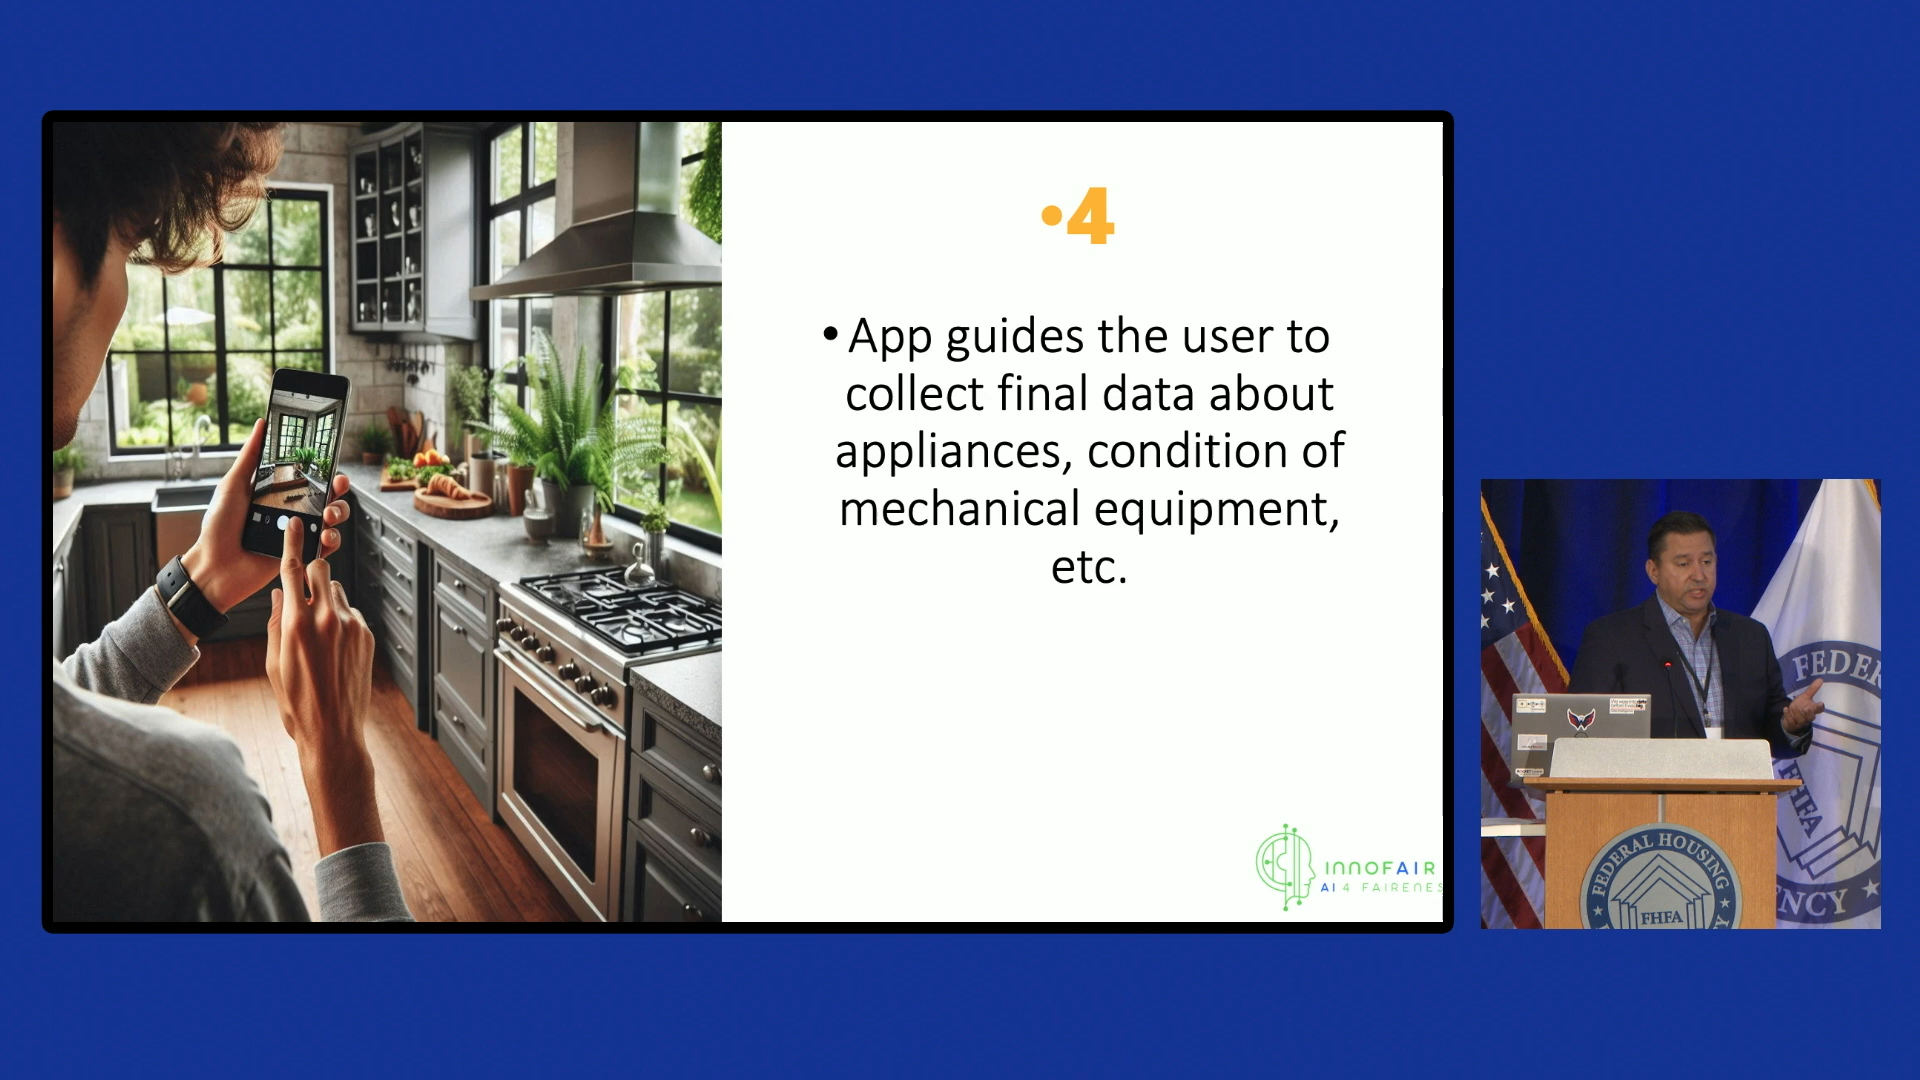 •4
• App guides the user to
collect final data about
appliances, condition of
mechanical equipment,
etc.
INNOFAIR
AI 4 FAIRENES
FEDER
FHFA
NCY
FEDERAL HOUSING
FHFA